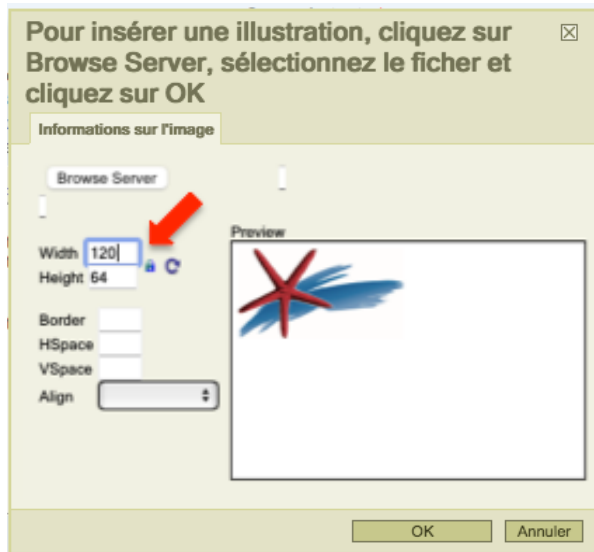 Pour insérer une illustration, cliquez sur
Browse Server, sélectionnez le ficher et
cliquez sur OK
Informations sur l'image
Browse Server
Preview
Width 120
Height 64
Border
HSpace
VSpace
Align
OK Annuler